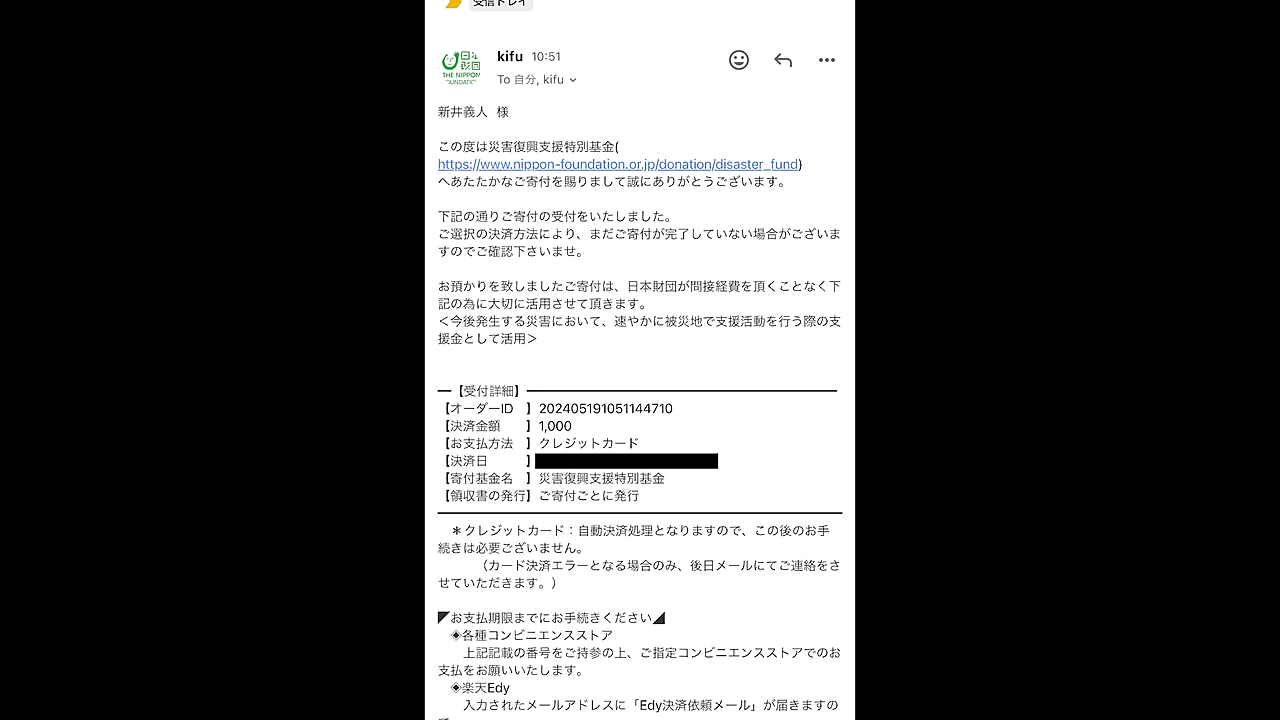 受信トレイ
日本財団
THE NIPPON
FOUNDATION
kifu 10:51
To 自分, kifu
新井義人 様
この度は災害復興支援特別基金(
https://www.nippon-foundation.or.jp/donation/disaster_fund)
へあたたかなご寄付を賜りまして誠にありがとうございます。
下記の通りご寄付の受付をいたしました。
ご選択の決済方法により、まだご寄付が完了していない場合がございま
すのでご確認下さいませ。
お預かりを致しましたご寄付は、日本財団が間接経費を頂くことなく下
記の為に大切に活用させて頂きます。
＜今後発生する災害において、速やかに被災地で支援活動を行う際の支
援金として活用＞
━【受付詳細】━━━━━━━━━━━━━━━━━━━━━━━━━
【オーダーID 】202405191051144710
【決済金額 】1,000
【お支払方法 】クレジットカード
【決済日 】
【寄付基金名 】災害復興支援特別基金
【領収書の発行】ご寄付ごとに発行
＊クレジットカード：自動決済処理となりますので、この後のお手
続きは必要ございません。
（カード決済エラーとなる場合のみ、後日メールにてご連絡をさ
せていただきます。）
◤お支払期限までにお手続きください◢
◈各種コンビニエンスストア
上記記載の番号をご持参の上、ご指定コンビニエンスストアでのお
支払をお願いいたします。
◈楽天Edy
入力されたメールアドレスに「Edy決済依頼メール」が届きますの